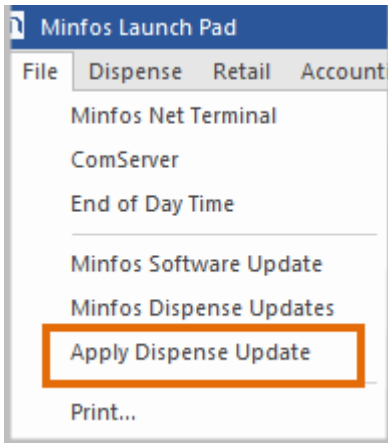 Minfos Launch Pad
File Dispense Retail Accounti
Minfos Net Terminal
ComServer
End of Day Time
Minfos Software Update
Minfos Dispense Updates
Apply Dispense Update
Print...